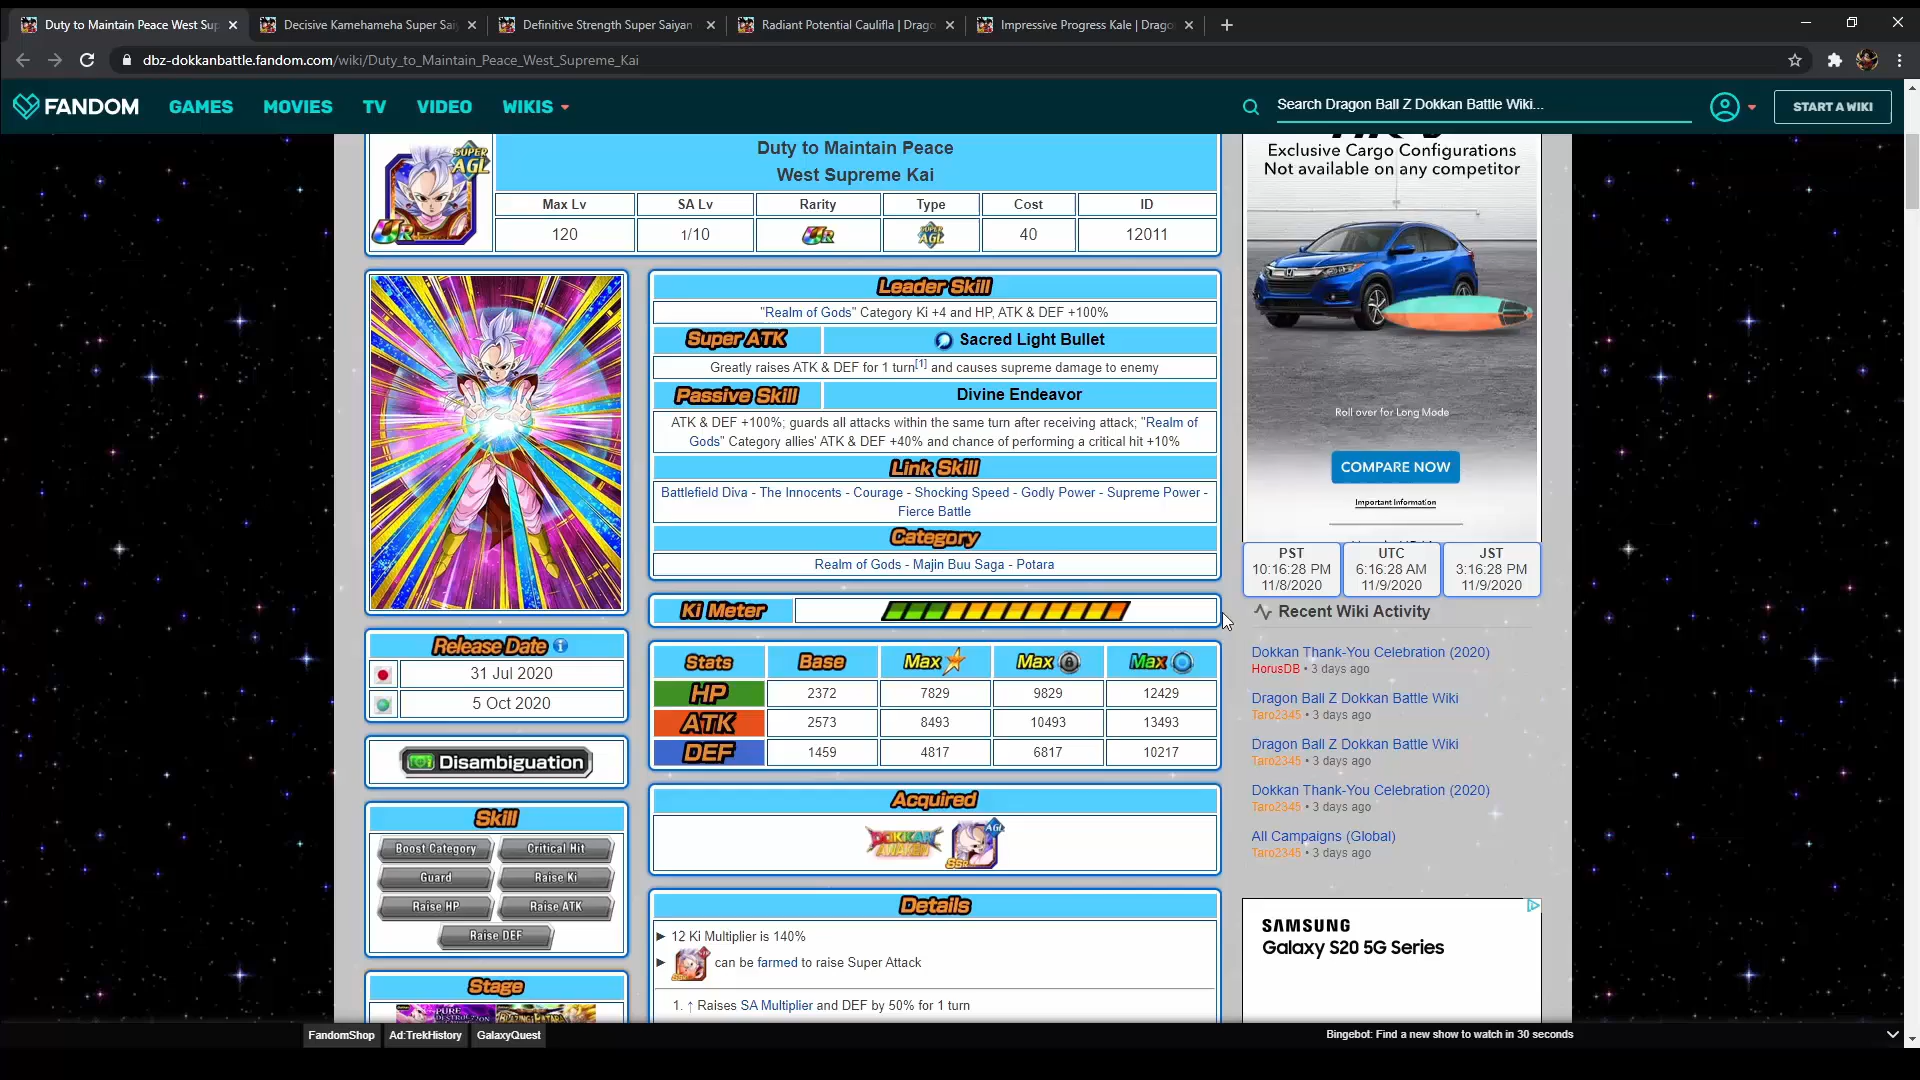 Duty to Maintain Peace West Sup
Decisive Kamehameha Super Sai
Definitive Strength Super Saiyan
Radiant Potential Caulifla | Drago
Impressive Progress Kale | Drago
dbz-dokkanbattle.fandom.com/wiki/Duty_to_Maintain_Peace_West_Supreme_Kai
FANDOM GAMES MOVIES TV VIDEO WIKIS
Search Dragon Ball Z Dokkan Battle Wiki...
START A WIKI
SUPER AGL
UR
Duty to Maintain Peace
West Supreme Kai
Max Lv SA Lv Rarity Type Cost ID
120 1/10 UR SUPER AGL 40 12011
Leader Skill
"Realm of Gods" Category Ki +4 and HP, ATK & DEF +100%
Super ATK Sacred Light Bullet
Greatly raises ATK & DEF for 1 turn[1] and causes supreme damage to enemy
Passive Skill Divine Endeavor
ATK & DEF +100%; guards all attacks within the same turn after receiving attack; "Realm of
Gods" Category allies' ATK & DEF +40% and chance of performing a critical hit +10%
Link Skill
Battlefield Diva - The Innocents - Courage - Shocking Speed - Godly Power - Supreme Power -
Fierce Battle
Category
Realm of Gods - Majin Buu Saga - Potara
Ki Meter
Stats Base Max Max Max
HP 2372 7829 9829 12429
ATK 2573 8493 10493 13493
DEF 1459 4817 6817 10217
Acquired
DOKKAN AWAKEN
AGL
SSR
Details
12 Ki Multiplier is 140%
can be farmed to raise Super Attack
1. ↑ Raises SA Multiplier and DEF by 50% for 1 turn
Release Date
31 Jul 2020
5 Oct 2020
Disambiguation
Skill
Boost Category Critical Hit
Guard Raise Ki
Raise HP Raise ATK
Raise DEF
Stage
Exclusive Cargo Configurations
Not available on any competitor
Roll over for Long Mode
COMPARE NOW
Important Information
PST UTC JST
10:16:28 PM 6:16:28 AM 3:16:28 PM
11/8/2020 11/9/2020 11/9/2020
Recent Wiki Activity
Dokkan Thank-You Celebration (2020)
HorusDB • 3 days ago
Dragon Ball Z Dokkan Battle Wiki
Taro2345 • 3 days ago
Dragon Ball Z Dokkan Battle Wiki
Taro2345 • 3 days ago
Dokkan Thank-You Celebration (2020)
Taro2345 • 3 days ago
All Campaigns (Global)
Taro2345 • 3 days ago
SAMSUNG
Galaxy S20 5G Series
FandomShop Ad:TrekHistory GalaxyQuest
Bingebot: Find a new show to watch in 30 seconds